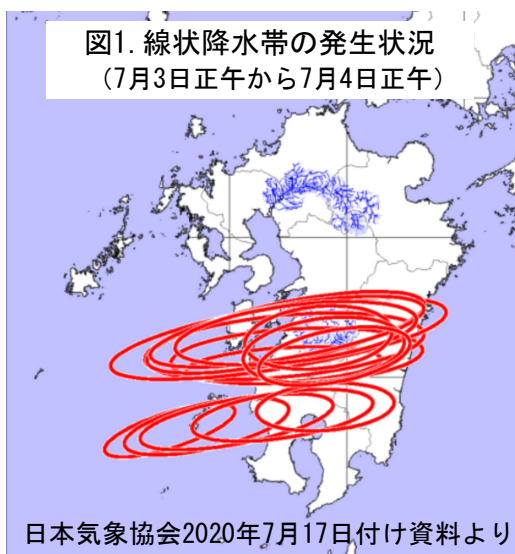 図1. 線状降水帯の発生状況
（7月3日正午から7月4日正午）
日本気象協会2020年7月17日付け資料より